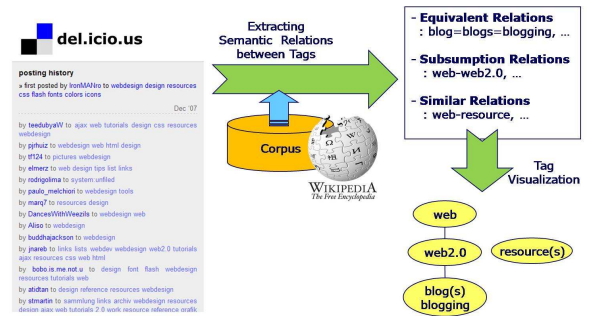 del.icio.us
posting history
» first posted by IronMANro to webdesign design resources
css flash fonts colors icons
Dec '07
by teedubyaW to ajax web tutorials design css resources
webdesign
by pjrhuiz to webdesign web html design
by tf124 to pictures webdesign
by elmerz to web design tips list links
by rodrigolima to system:unfiled
by paulo_melchiori to webdesign tools
by marq7 to resources design
by DancesWithWeezils to webdesign web
by Aliso to webdesign
by buddhajackson to webdesign
by jnareb to links lists webdev webdesign web2.0 tutorials
ajax resources css web html
by bobo.is.me.not.u to design font flash webdesign
resources tutorials web
by atidtan to design reference resources webdesign
by stmartin to sammlung links archiv webdesign resources
design ajax web tutorials 2.0 work resource reference grafik
Extracting
Semantic Relations
between Tags
Corpus
Ω
W
И
WIKIPEDIA
The Free Encyclopedia
- Equivalent Relations
: blog=blogs=blogging, ...
- Subsumption Relations
: web-web2.0, ...
- Similar Relations
: web-resource, ...
Tag
Visualization
web
web2.0
resource(s)
blog(s)
blogging